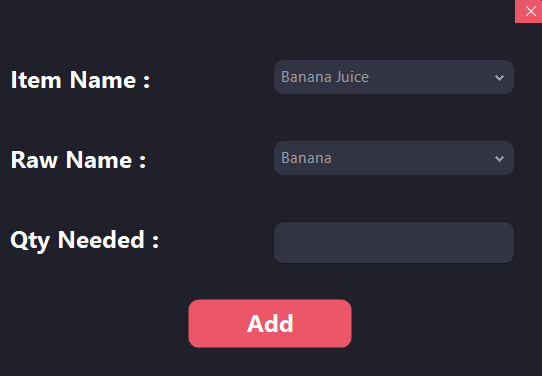 Item Name :
Banana Juice
Raw Name :
Banana
Qty Needed :
Add